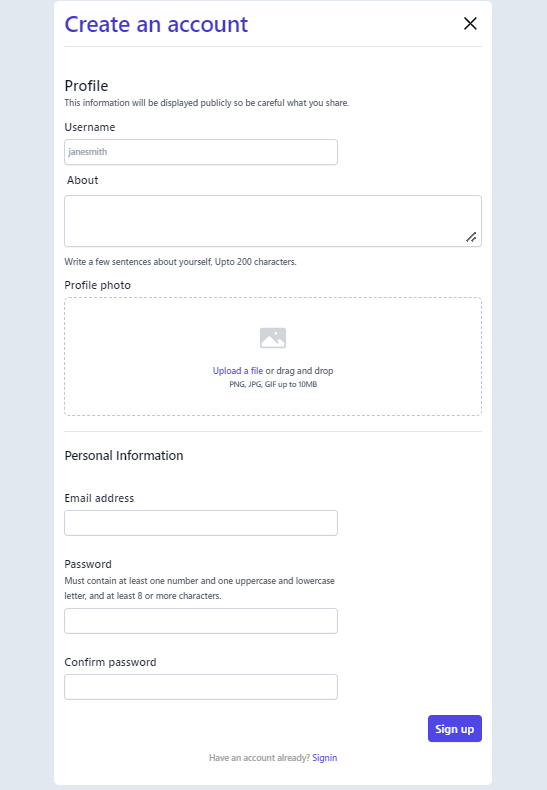 Create an account
Profile
This information will be displayed publicly so be careful what you share.
Username
janesmith
About
Write a few sentences about yourself, Upto 200 characters.
Profile photo
Upload a file or drag and drop
PNG, JPG, GIF up to 10MB
Personal Information
Email address
Password
Must contain at least one number and one uppercase and lowercase
letter, and at least 8 or more characters.
Confirm password
Sign up
Have an account already? Signin